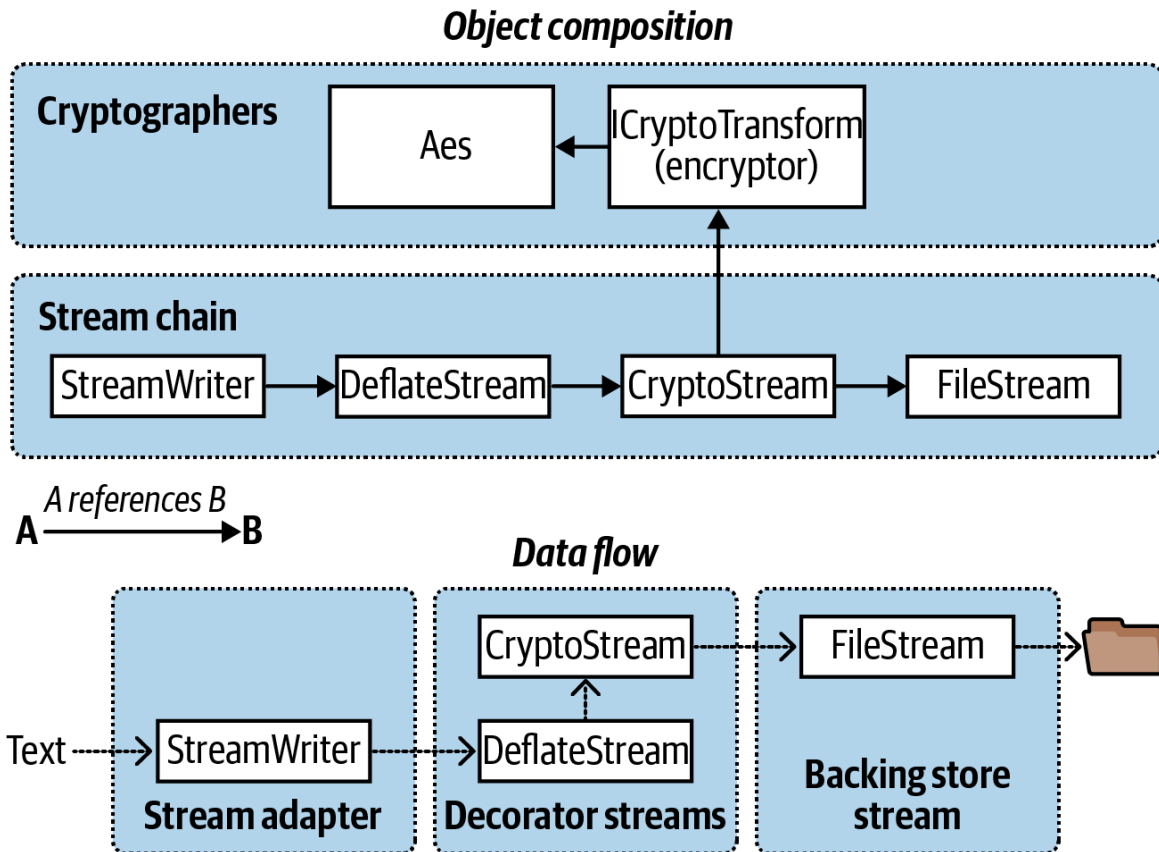 Object composition
Cryptographers
Aes
ICryptoTransform
(encryptor)
Stream chain
StreamWriter
DeflateStream
CryptoStream
FileStream
A references B
A
B
Data flow
CryptoStream
FileStream
Text
StreamWriter
DeflateStream
Stream adapter
Decorator streams
Backing store
stream